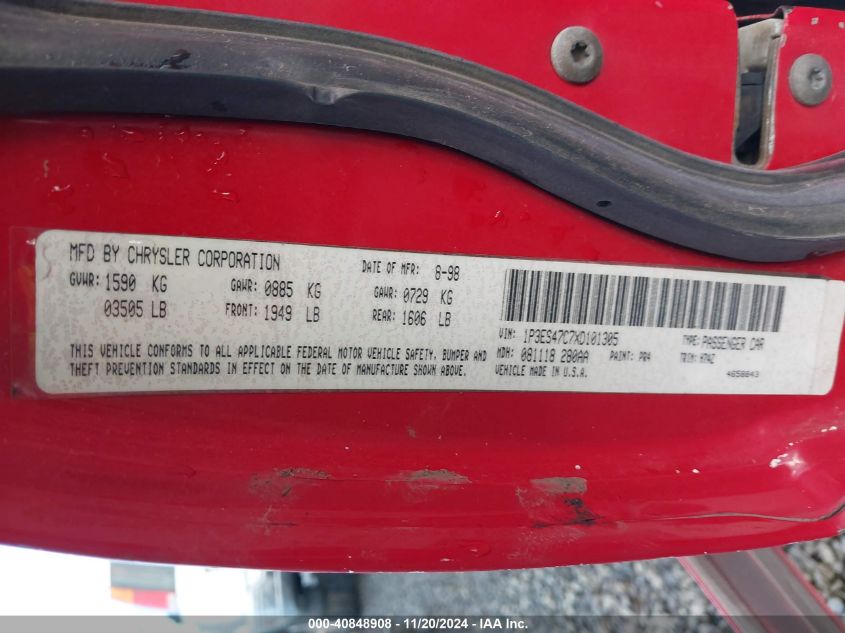 MFD BY CHRYSLER CORPORATION DATE OF MFR: 8-98
GVWR: 1590 KG GAWR: 0885 KG GAWR: 0729 KG
03505 LB FRONT: 1949 LB REAR: 1606 LB
VIN: 1P3ES47C7XD101305 TYPE: PASSENGER CAR
THIS VEHICLE CONFORMS TO ALL APPLICABLE FEDERAL MOTOR VEHICLE SAFETY, BUMPER AND MDH: 081118 280AA PAINT: PR4 TRIM: K7AZ
THEFT PREVENTION STANDARDS IN EFFECT ON THE DATE OF MANUFACTURE SHOWN ABOVE. VEHICLE MADE IN U.S.A. 4658843
000-40848908 - 11/20/2024 - IAA Inc.